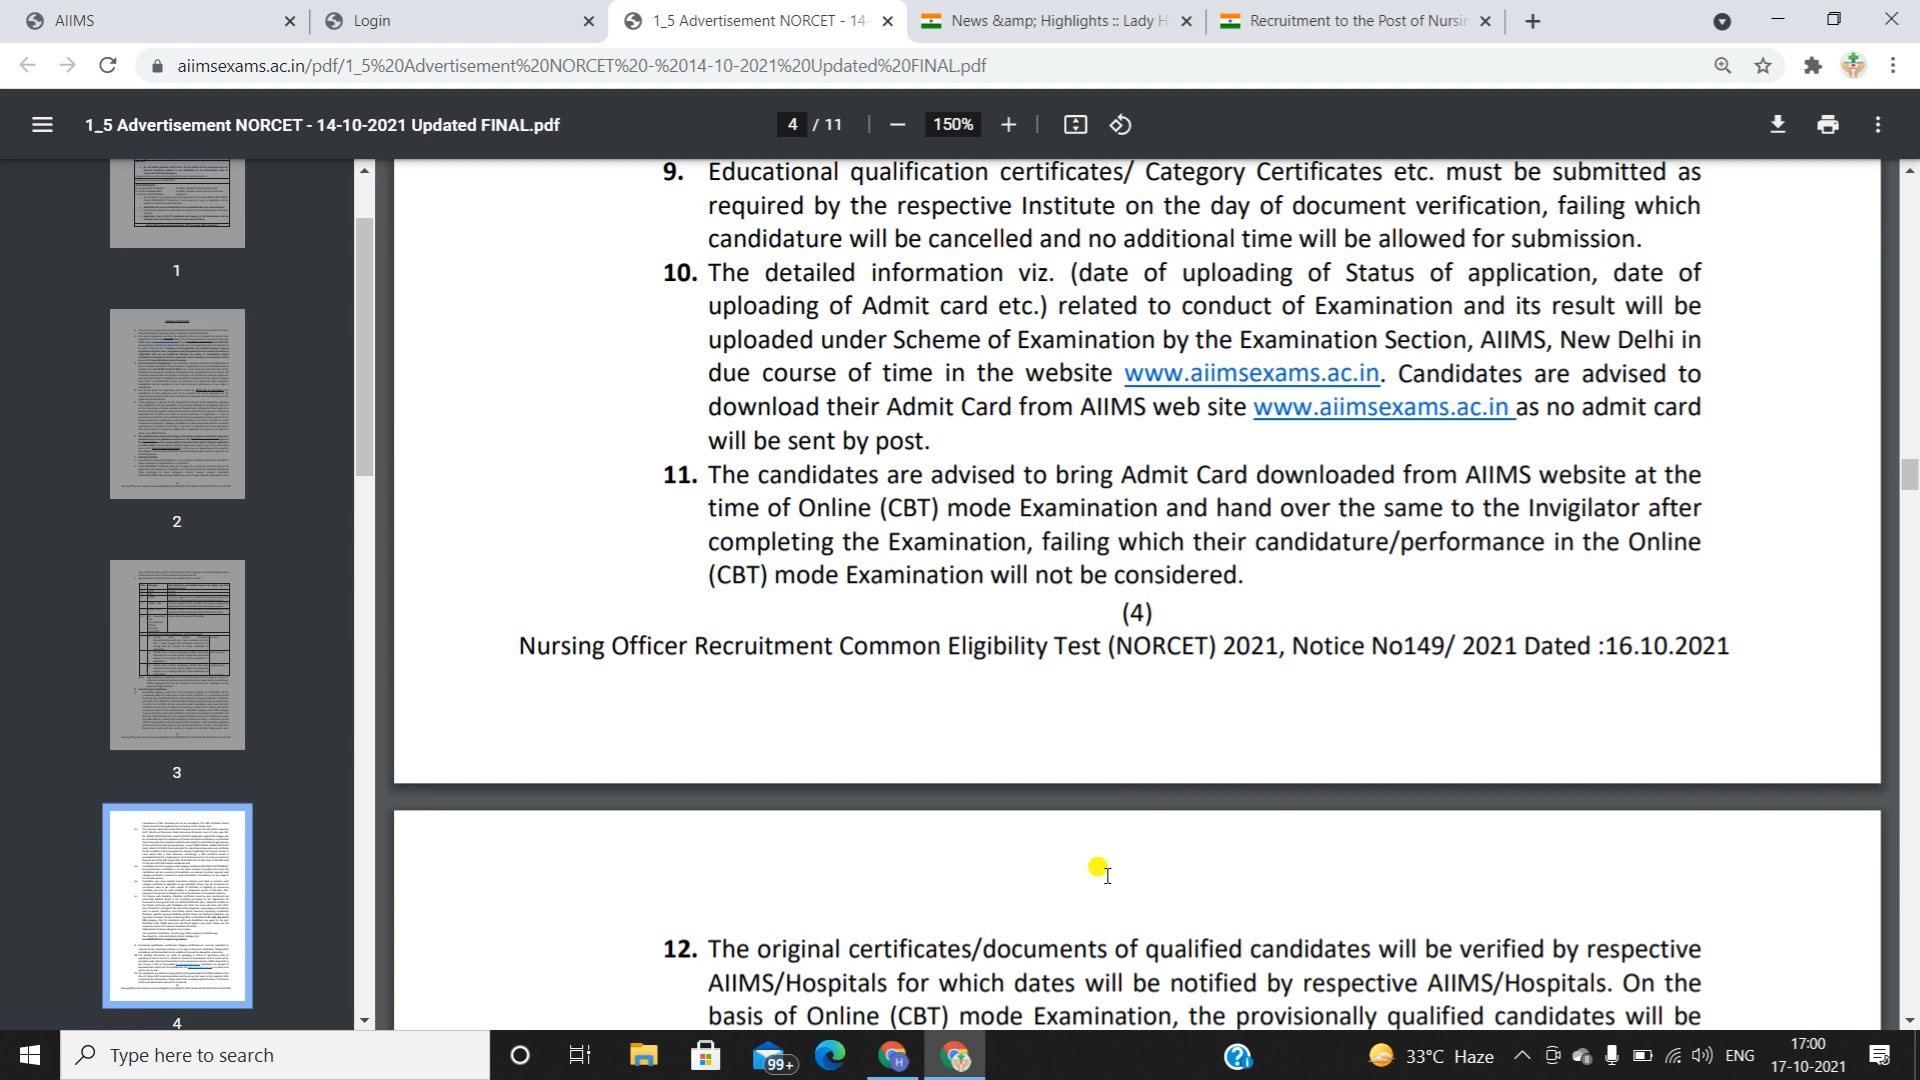 AIIMS
Login
1_5 Advertisement NORCET - 14-
News &amp; Highlights :: Lady H
Recruitment to the Post of Nursin
aiimsexams.ac.in/pdf/1_5%20Advertisement%20NORCET%20-%2014-10-2021%20Updated%20FINAL.pdf
1_5 Advertisement NORCET - 14-10-2021 Updated FINAL.pdf
4 / 11
150%
1
2
3
4
9. Educational qualification certificates/ Category Certificates etc. must be submitted as
required by the respective Institute on the day of document verification, failing which
candidature will be cancelled and no additional time will be allowed for submission.
10. The detailed information viz. (date of uploading of Status of application, date of
uploading of Admit card etc.) related to conduct of Examination and its result will be
uploaded under Scheme of Examination by the Examination Section, AIIMS, New Delhi in
due course of time in the website www.aiimsexams.ac.in. Candidates are advised to
download their Admit Card from AIIMS web site www.aiimsexams.ac.in as no admit card
will be sent by post.
11. The candidates are advised to bring Admit Card downloaded from AIIMS website at the
time of Online (CBT) mode Examination and hand over the same to the Invigilator after
completing the Examination, failing which their candidature/performance in the Online
(CBT) mode Examination will not be considered.
(4)
Nursing Officer Recruitment Common Eligibility Test (NORCET) 2021, Notice No149/ 2021 Dated :16.10.2021
12. The original certificates/documents of qualified candidates will be verified by respective
AIIMS/Hospitals for which dates will be notified by respective AIIMS/Hospitals. On the
basis of Online (CBT) mode Examination, the provisionally qualified candidates will be
Type here to search
99+
H
33°C Haze
ENG
17:00
17-10-2021